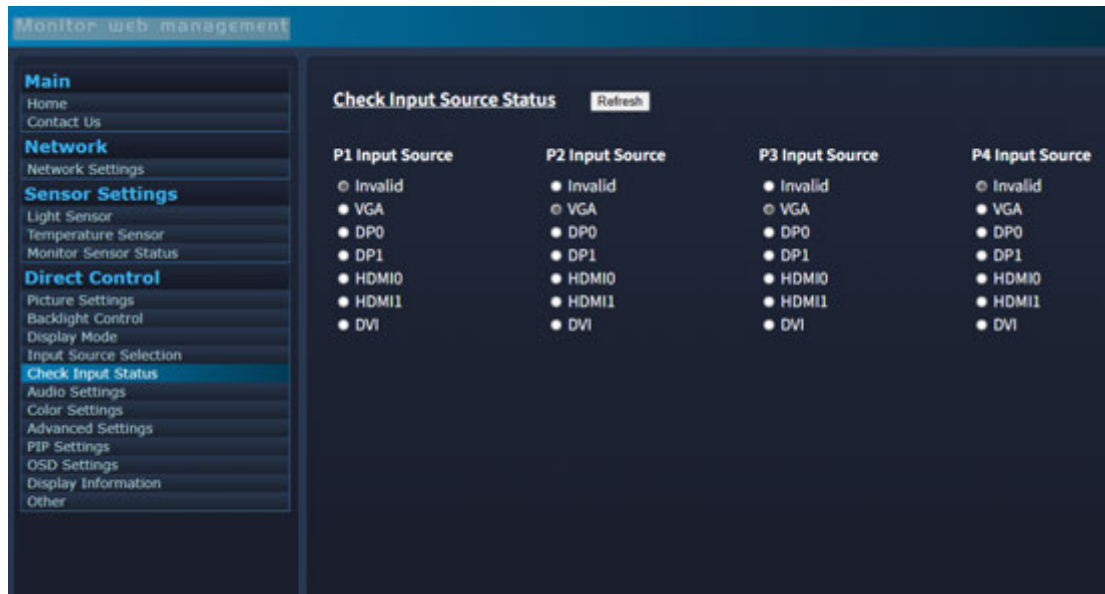 Monitor web management
Main
Home
Contact Us
Network
Network Settings
Sensor Settings
Light Sensor
Temperature Sensor
Monitor Sensor Status
Direct Control
Picture Settings
Backlight Control
Display Mode
Input Source Selection
Check Input Status
Audio Settings
Color Settings
Advanced Settings
PIP Settings
OSD Settings
Display Information
Other
Check Input Source Status Refresh
P1 Input Source P2 Input Source P3 Input Source P4 Input Source
Invalid Invalid Invalid Invalid
VGA VGA VGA VGA
DP0 DP0 DP0 DP0
DP1 DP1 DP1 DP1
HDMI0 HDMI0 HDMI0 HDMI0
HDMI1 HDMI1 HDMI1 HDMI1
DVI DVI DVI DVI